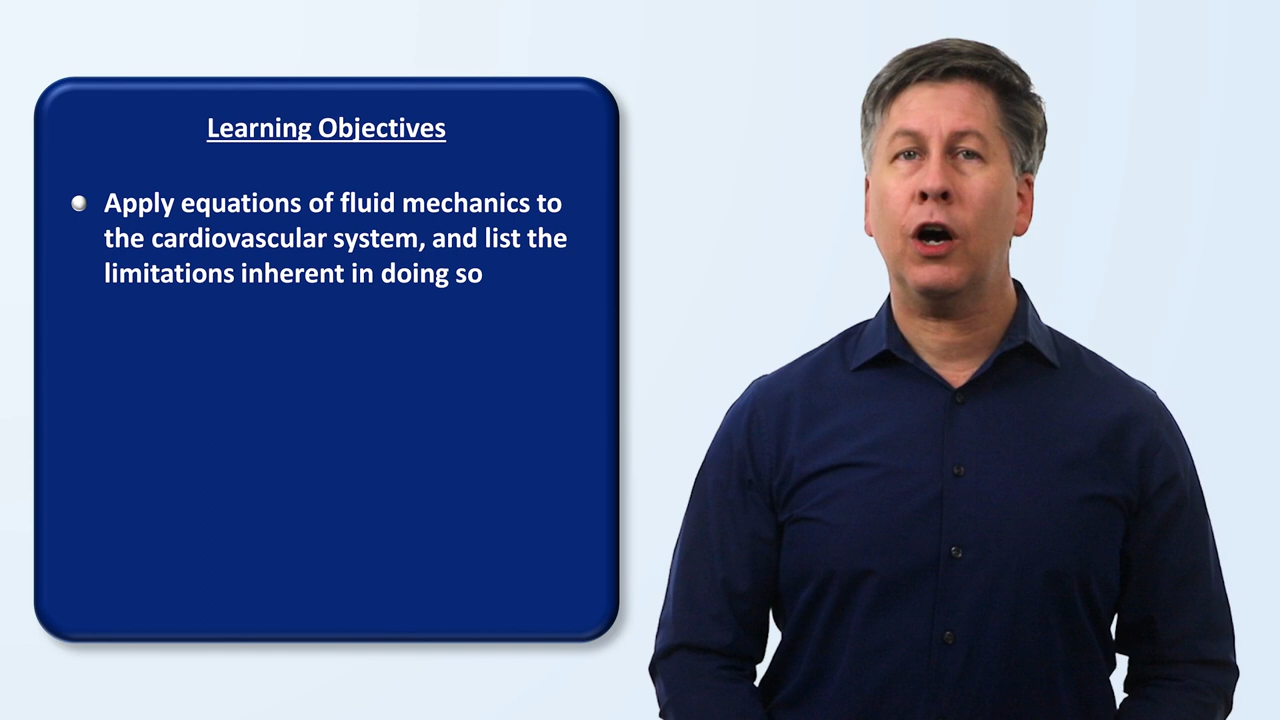 Learning Objectives
Apply equations of fluid mechanics to
the cardiovascular system, and list the
limitations inherent in doing so